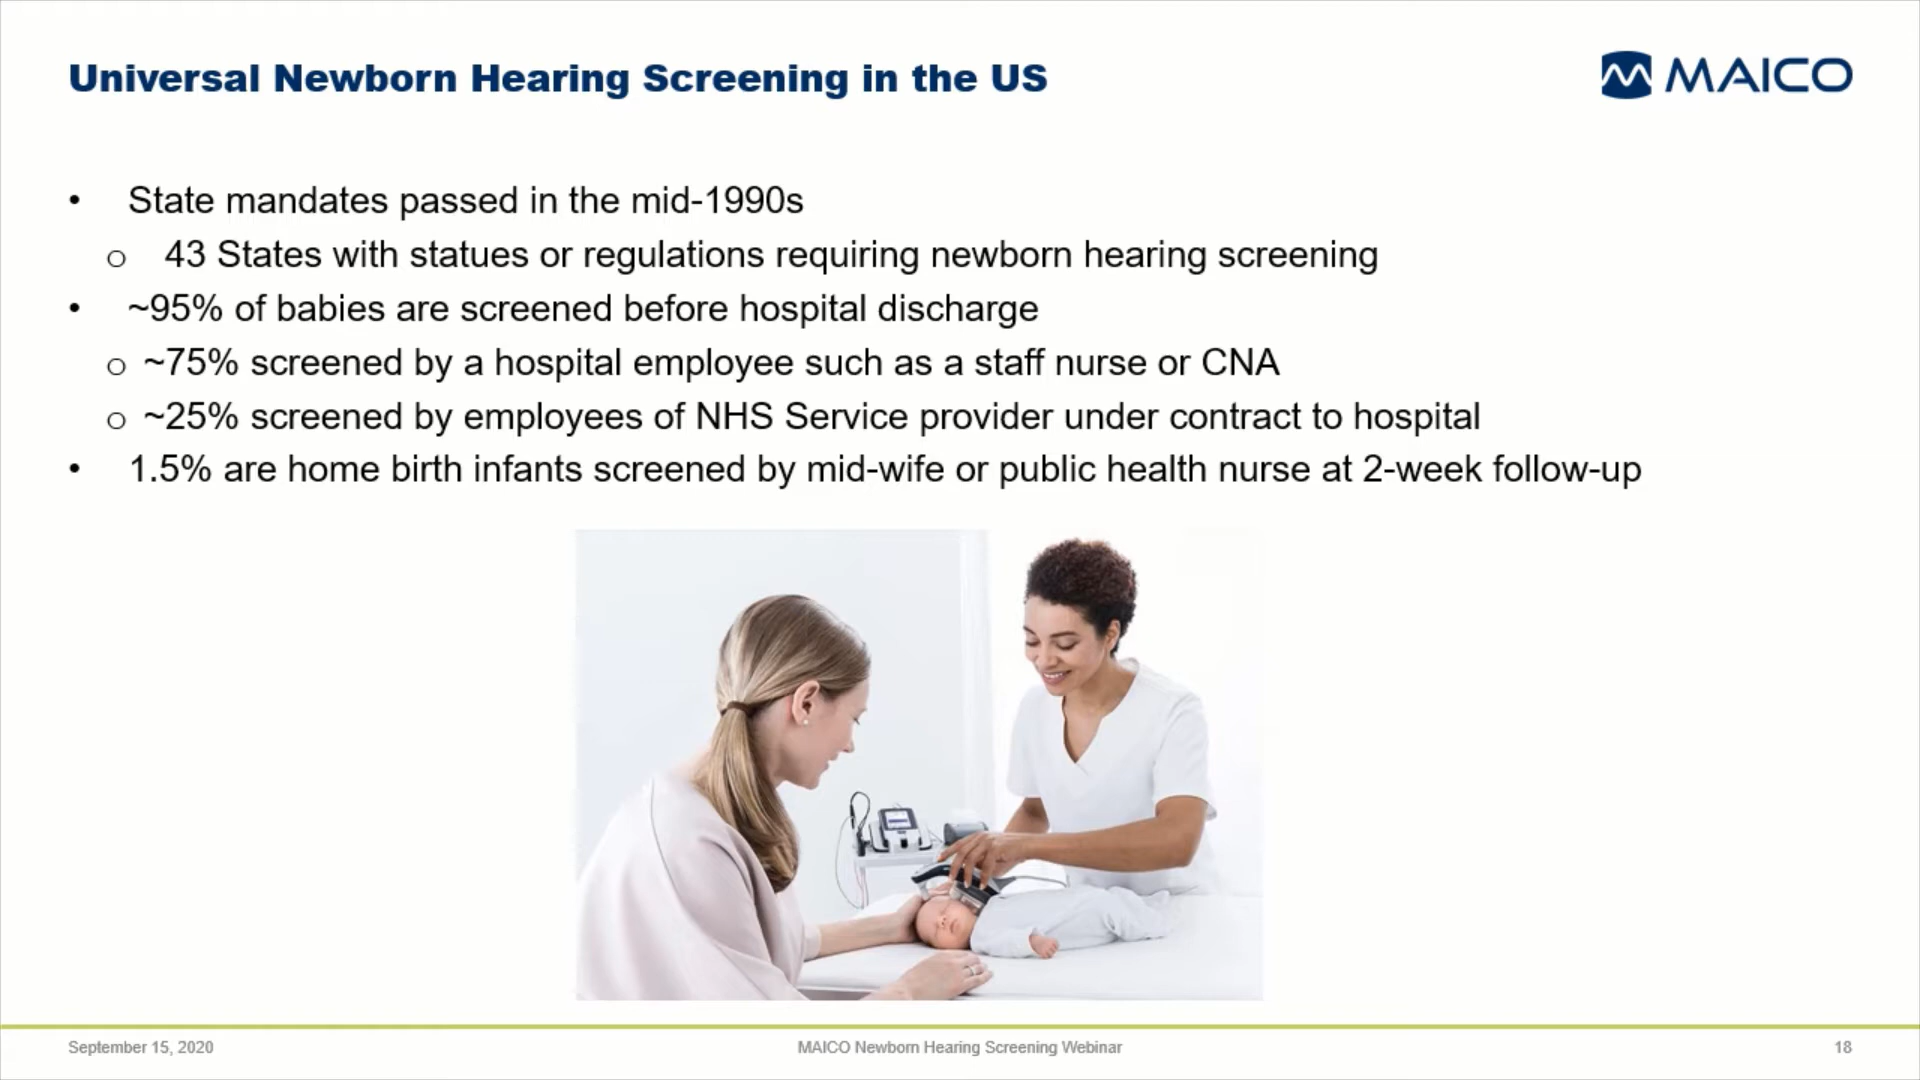 Universal Newborn Hearing Screening in the US
MAICO
• State mandates passed in the mid-1990s
o 43 States with statues or regulations requiring newborn hearing screening
• ~95% of babies are screened before hospital discharge
o ~75% screened by a hospital employee such as a staff nurse or CNA
o ~25% screened by employees of NHS Service provider under contract to hospital
• 1.5% are home birth infants screened by mid-wife or public health nurse at 2-week follow-up
September 15, 2020
MAICO Newborn Hearing Screening Webinar
18